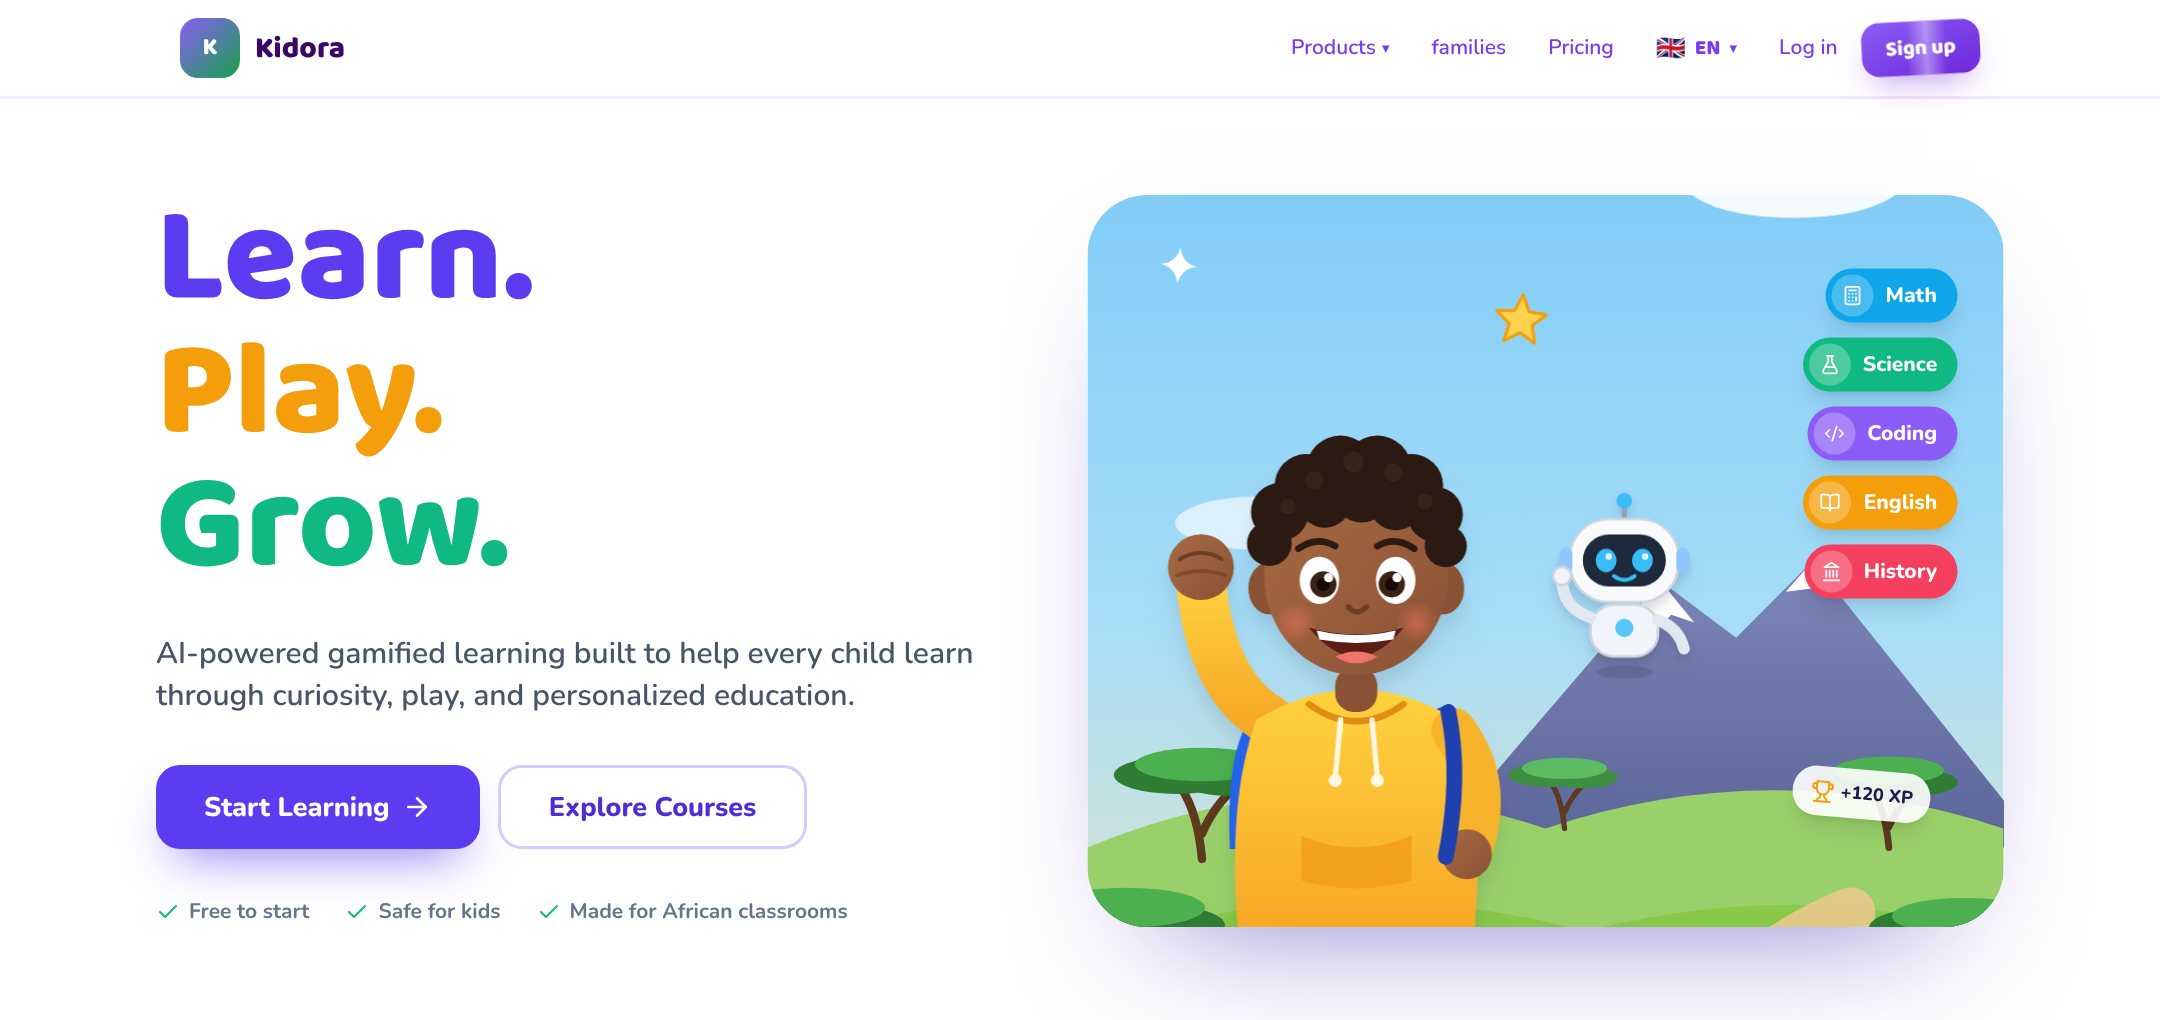 K Kidora
Products ▾ families Pricing 🇬🇧 EN ▾ Log in Sign up
Learn.
Play.
Grow.
AI-powered gamified learning built to help every child learn
through curiosity, play, and personalized education.
Start Learning →
Explore Courses
Free to start
Safe for kids
Made for African classrooms
Math
Science
Coding
English
History
+120 XP